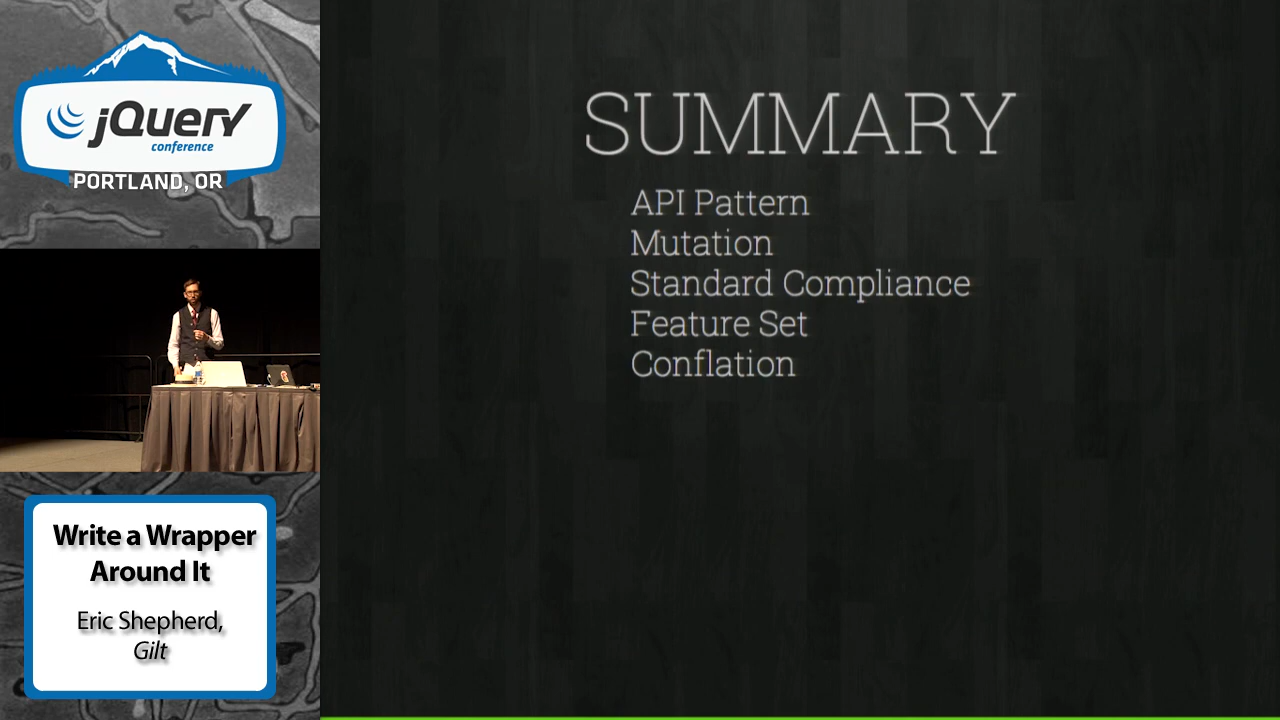 jQuery
conference
PORTLAND, OR
Write a Wrapper
Around It
Eric Shepherd,
Gilt
SUMMARY
API Pattern
Mutation
Standard Compliance
Feature Set
Conflation